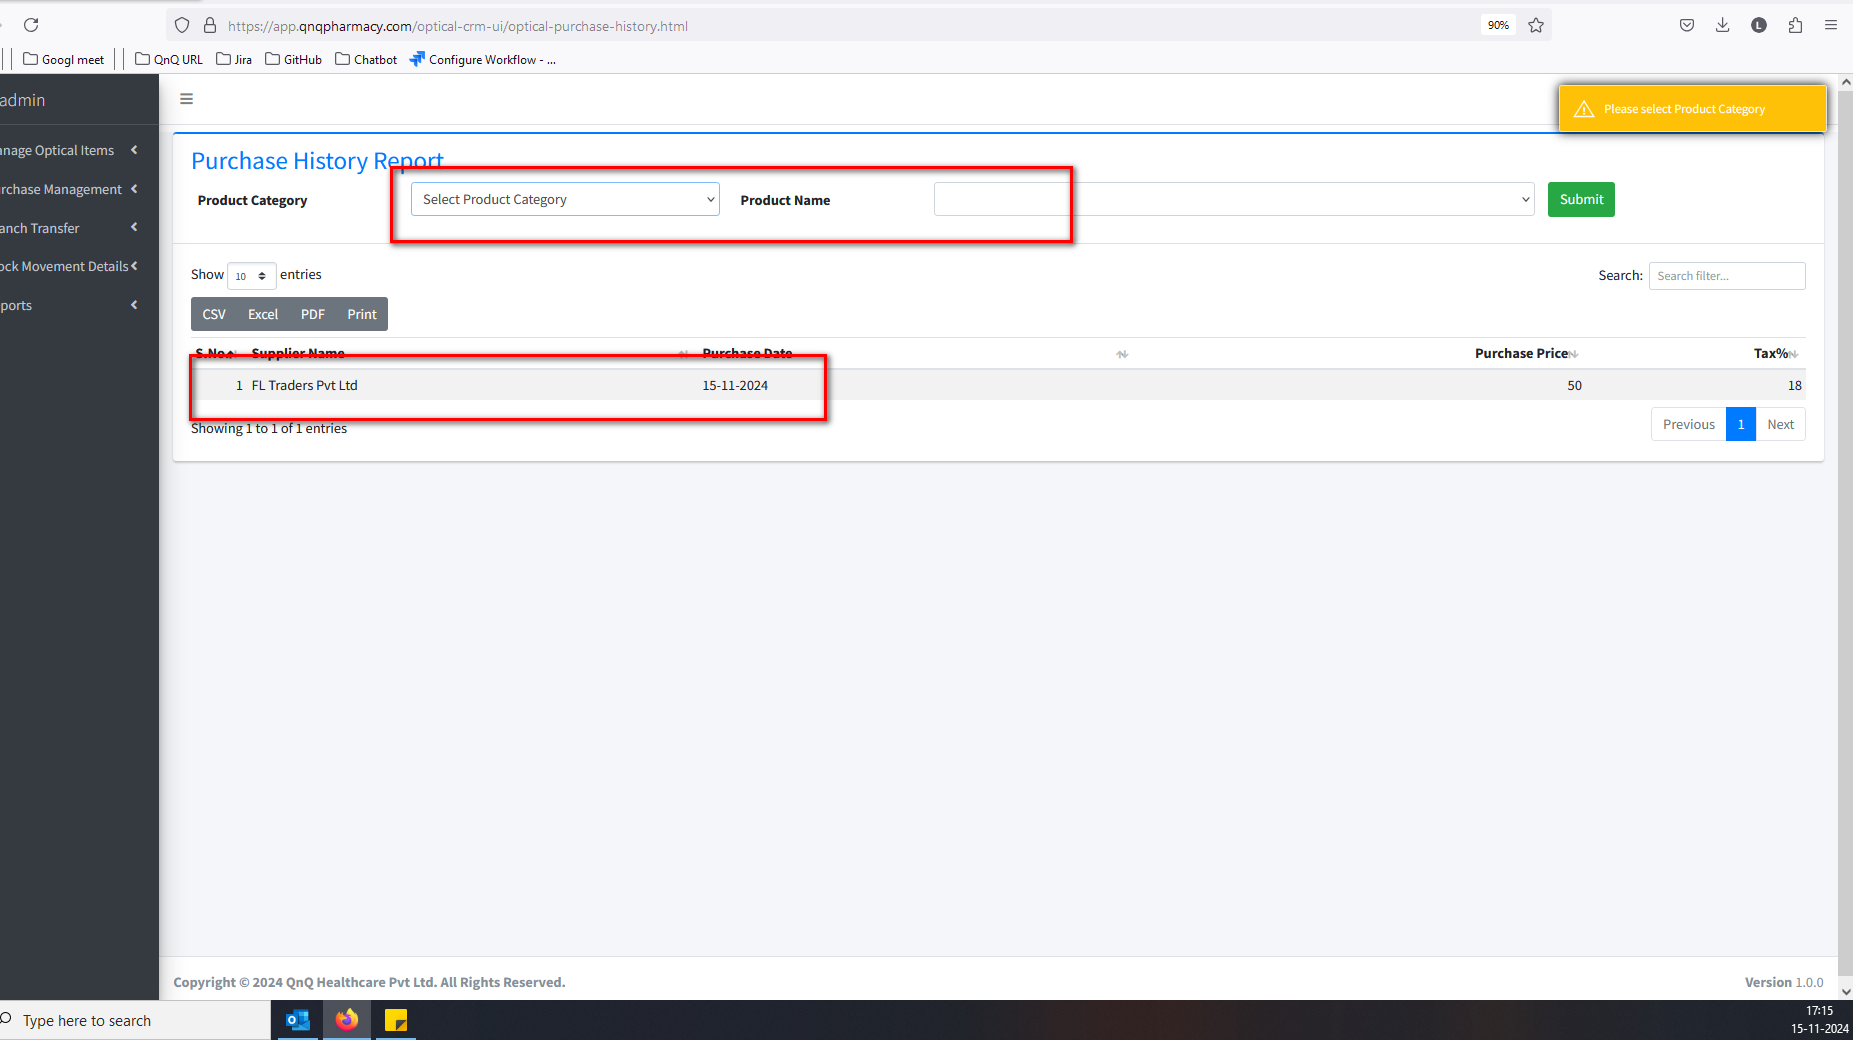 https://app.qnqpharmacy.com/optical-crm-ui/optical-purchase-history.html
90%
L
Googl meet
QnQ URL
Jira
GitHub
Chatbot
Configure Workflow - ...
admin
Please select Product Category
anage Optical Items
rchase Management
anch Transfer
ock Movement Details
ports
Purchase History Report
Product Category
Select Product Category
Product Name
Submit
Show 10 entries
Search: Search filter...
CSV Excel PDF Print
S.No Supplier Name Purchase Date Purchase Price Tax%
1 FL Traders Pvt Ltd 15-11-2024 50 18
Showing 1 to 1 of 1 entries
Previous 1 Next
Copyright © 2024 QnQ Healthcare Pvt Ltd. All Rights Reserved.
Version 1.0.0
Type here to search
17:15
15-11-2024